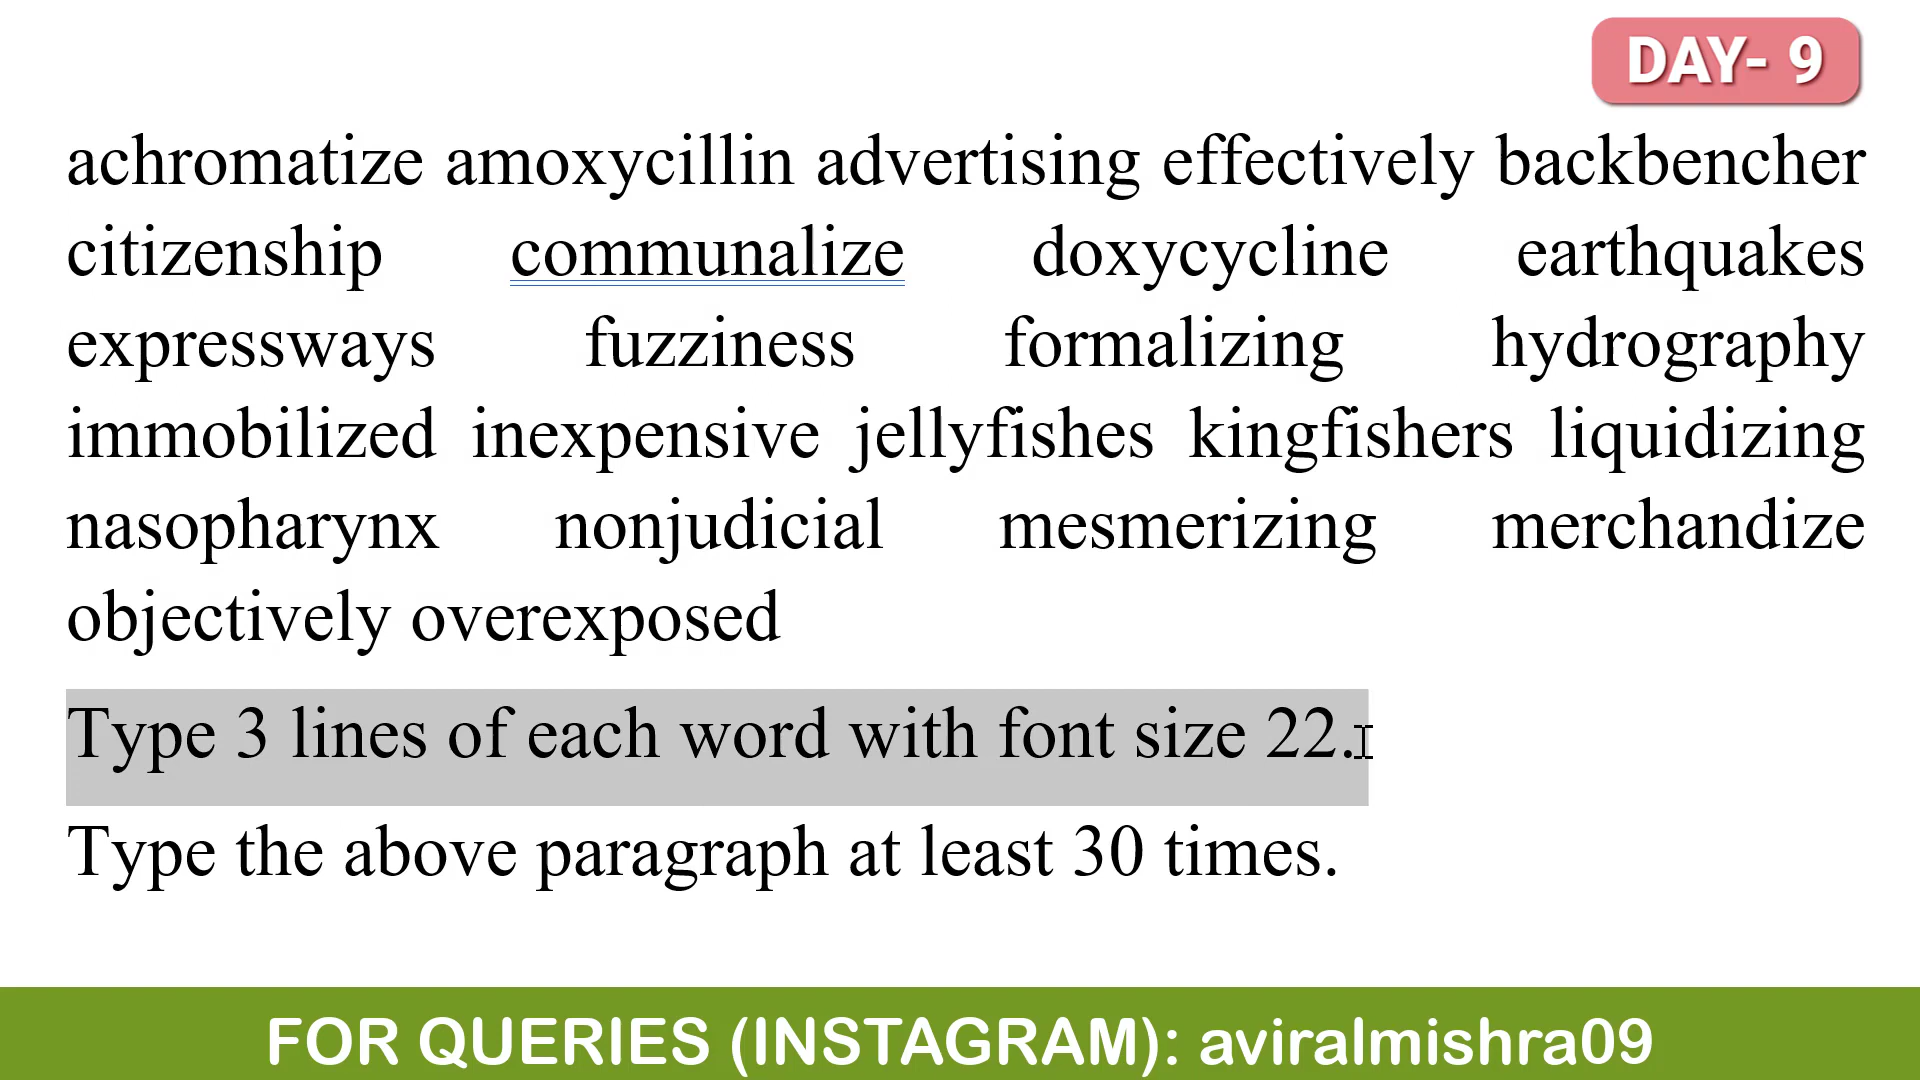 DAY- 9
achromatize amoxycillin advertising effectively backbencher
citizenship communalize doxycycline earthquakes
expressways fuzziness formalizing hydrography
immobilized inexpensive jellyfishes kingfishers liquidizing
nasopharynx nonjudicial mesmerizing merchandize
objectively overexposed
Type 3 lines of each word with font size 22.
Type the above paragraph at least 30 times.
FOR QUERIES (INSTAGRAM): aviralmishra09